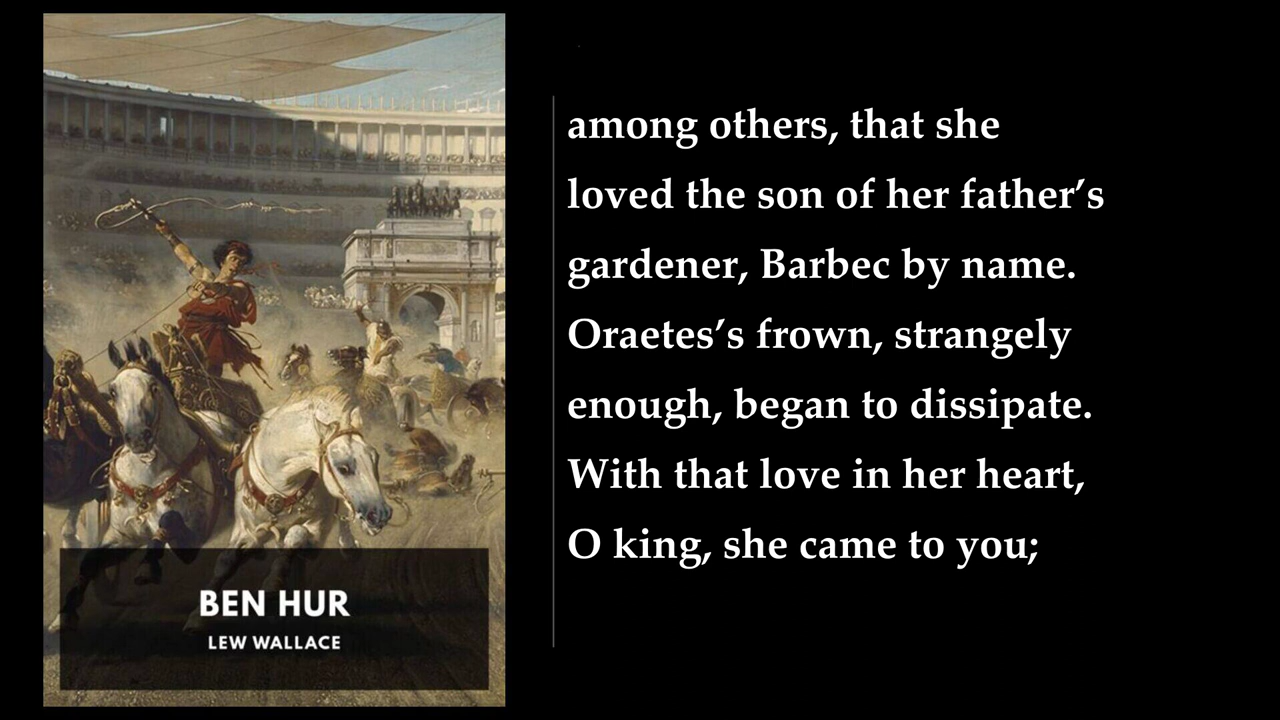 BEN HUR
LEW WALLACE
among others, that she
loved the son of her father’s
gardener, Barbec by name.
Oraetes’s frown, strangely
enough, began to dissipate.
With that love in her heart,
O king, she came to you;